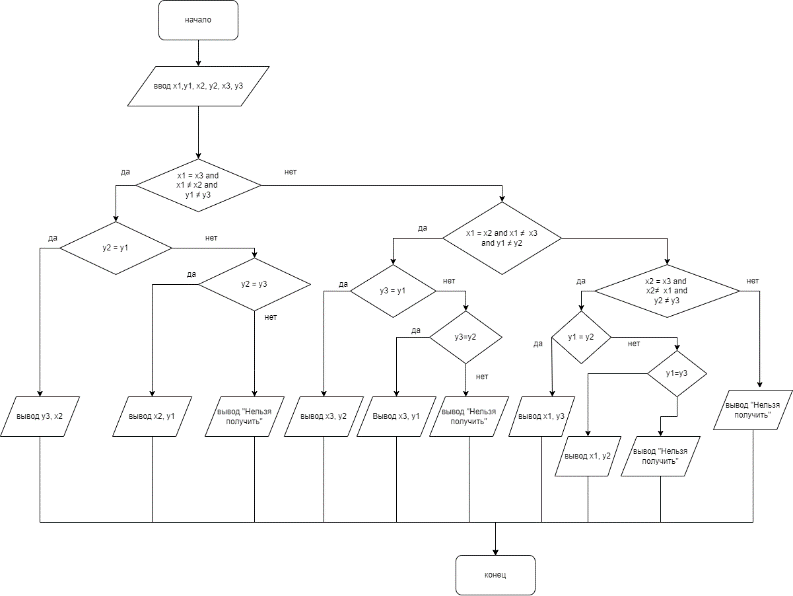 начало
ввод x1,y1, x2, y2, x3, y3
да
x1 = x3 and
x1 ≠ x2 and
y1 ≠ y3
нет
да
y2 = y1
нет
да
x1 = x2 and x1 ≠ x3
and y1 ≠ y2
да
y2 = y3
нет
да
y3 = y1
нет
да
x2 = x3 and
x2≠ x1 and
y2 ≠ y3
нет
да
y3=y2
нет
да
y1 = y2
нет
y1=y3
вывод y3, x2
вывод x2, y1
вывод "Нельзя
получить"
вывод x3, y2
Вывод x3, y1
вывод "Нельзя
получить"
вывод x1, y3
вывод "Нельзя
получить"
вывод x1, y2
вывод "Нельзя
получить"
конец